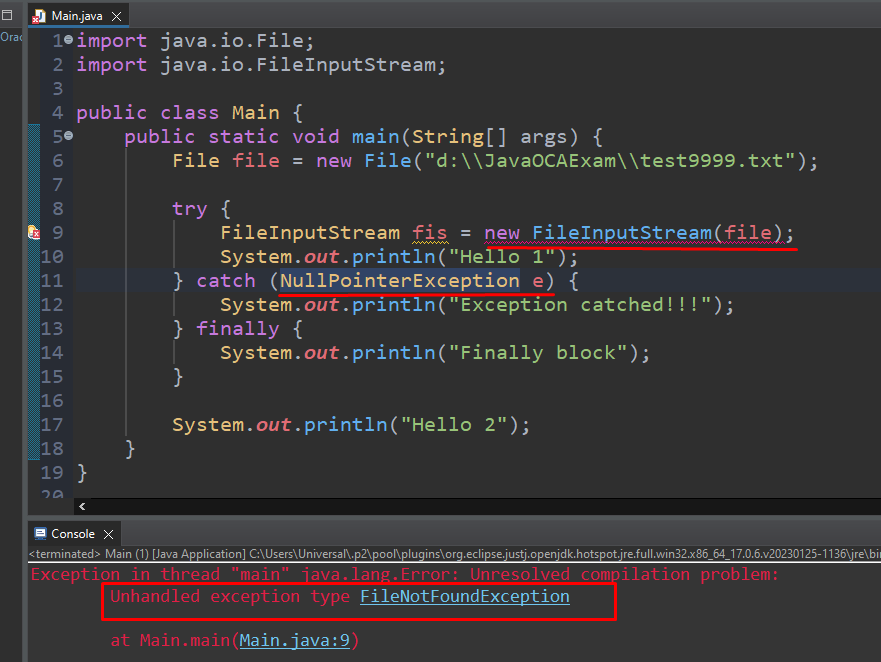 Main.java
Orac
1 import java.io.File;
2 import java.io.FileInputStream;
3
4 public class Main {
5 public static void main(String[] args) {
6 File file = new File("d:\\JavaOCAExam\\test9999.txt");
7
8 try {
9 FileInputStream fis = new FileInputStream(file);
10 System.out.println("Hello 1");
11 } catch (NullPointerException e) {
12 System.out.println("Exception catched!!!");
13 } finally {
14 System.out.println("Finally block");
15 }
16
17 System.out.println("Hello 2");
18 }
19 }
20
Console
<terminated> Main (1) [Java Application] C:\Users\Universal\.p2\pool\plugins\org.eclipse.justj.openjdk.hotspot.jre.full.win32.x86_64_17.0.6.v20230125-1136\jre\bin
Exception in thread "main" java.lang.Error: Unresolved compilation problem:
Unhandled exception type FileNotFoundException
at Main.main(Main.java:9)